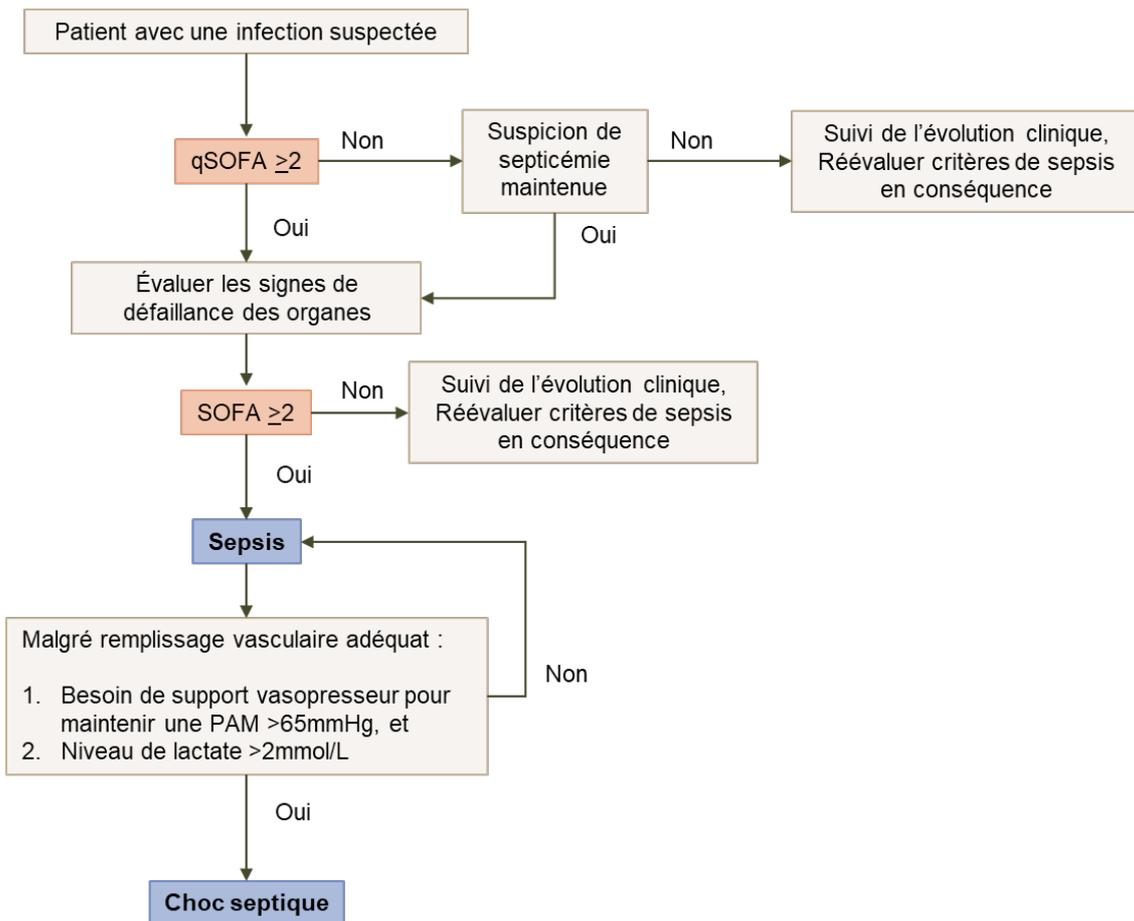 Patient avec une infection suspectée
qSOFA ≥2
Non
Suspicion de
septicémie
maintenue
Non
Suivi de l’évolution clinique,
Réévaluer critères de sepsis
en conséquence
Oui
Oui
Évaluer les signes de
défaillance des organes
SOFA ≥2
Non
Suivi de l’évolution clinique,
Réévaluer critères de sepsis
en conséquence
Oui
Sepsis
Malgré remplissage vasculaire adéquat :
1. Besoin de support vasopresseur pour
maintenir une PAM >65mmHg, et
2. Niveau de lactate >2mmol/L
Non
Oui
Choc septique